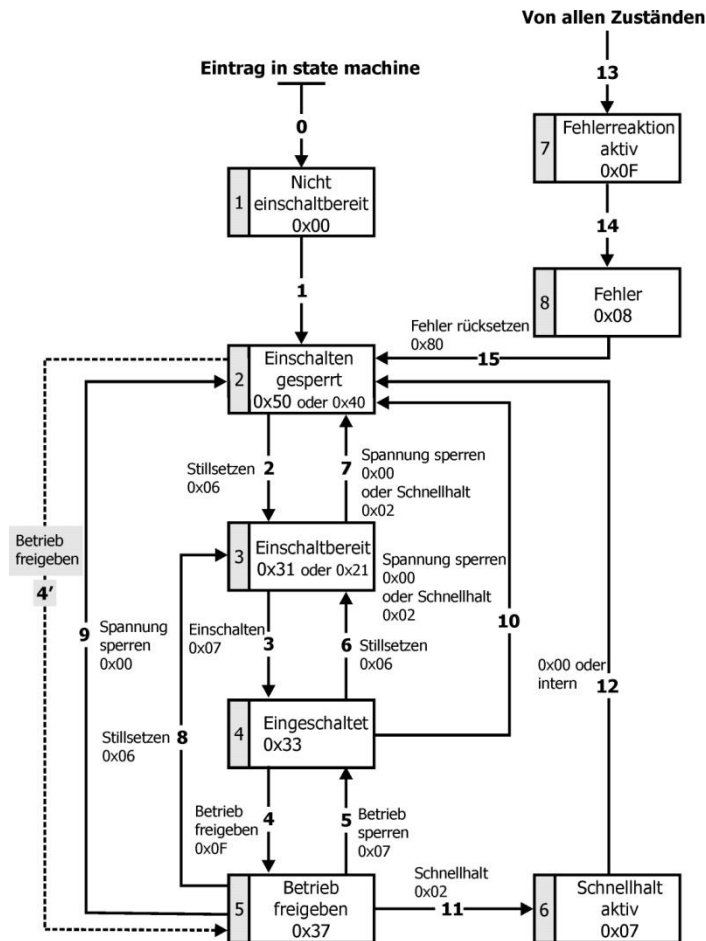 Von allen Zuständen
13
Eintrag in state machine
0
7
Fehlerreaktion
aktiv
0x0F
1
Nicht
einschaltbereit
0x00
14
1
8
Fehler
0x08
Fehler rücksetzen
0x80
15
2
Einschalten
gesperrt
0x50 oder 0x40
Stillsetzen
0x06
2
7
Spannung sperren
0x00
oder Schnellhalt
0x02
Betrieb
freigeben
4'
3
Einschaltbereit
0x31 oder 0x21
Spannung sperren
0x00
oder Schnellhalt
0x02
10
9
Spannung
sperren
0x00
Einschalten
0x07
3
6
Stillsetzen
0x06
0x00 oder
intern
12
Stillsetzen
0x06
8
4
Eingeschaltet
0x33
Betrieb
freigeben
0x0F
4
5
Betrieb
sperren
0x07
Schnellhalt
0x02
11
5
Betrieb
freigeben
0x37
6
Schnellhalt
aktiv
0x07